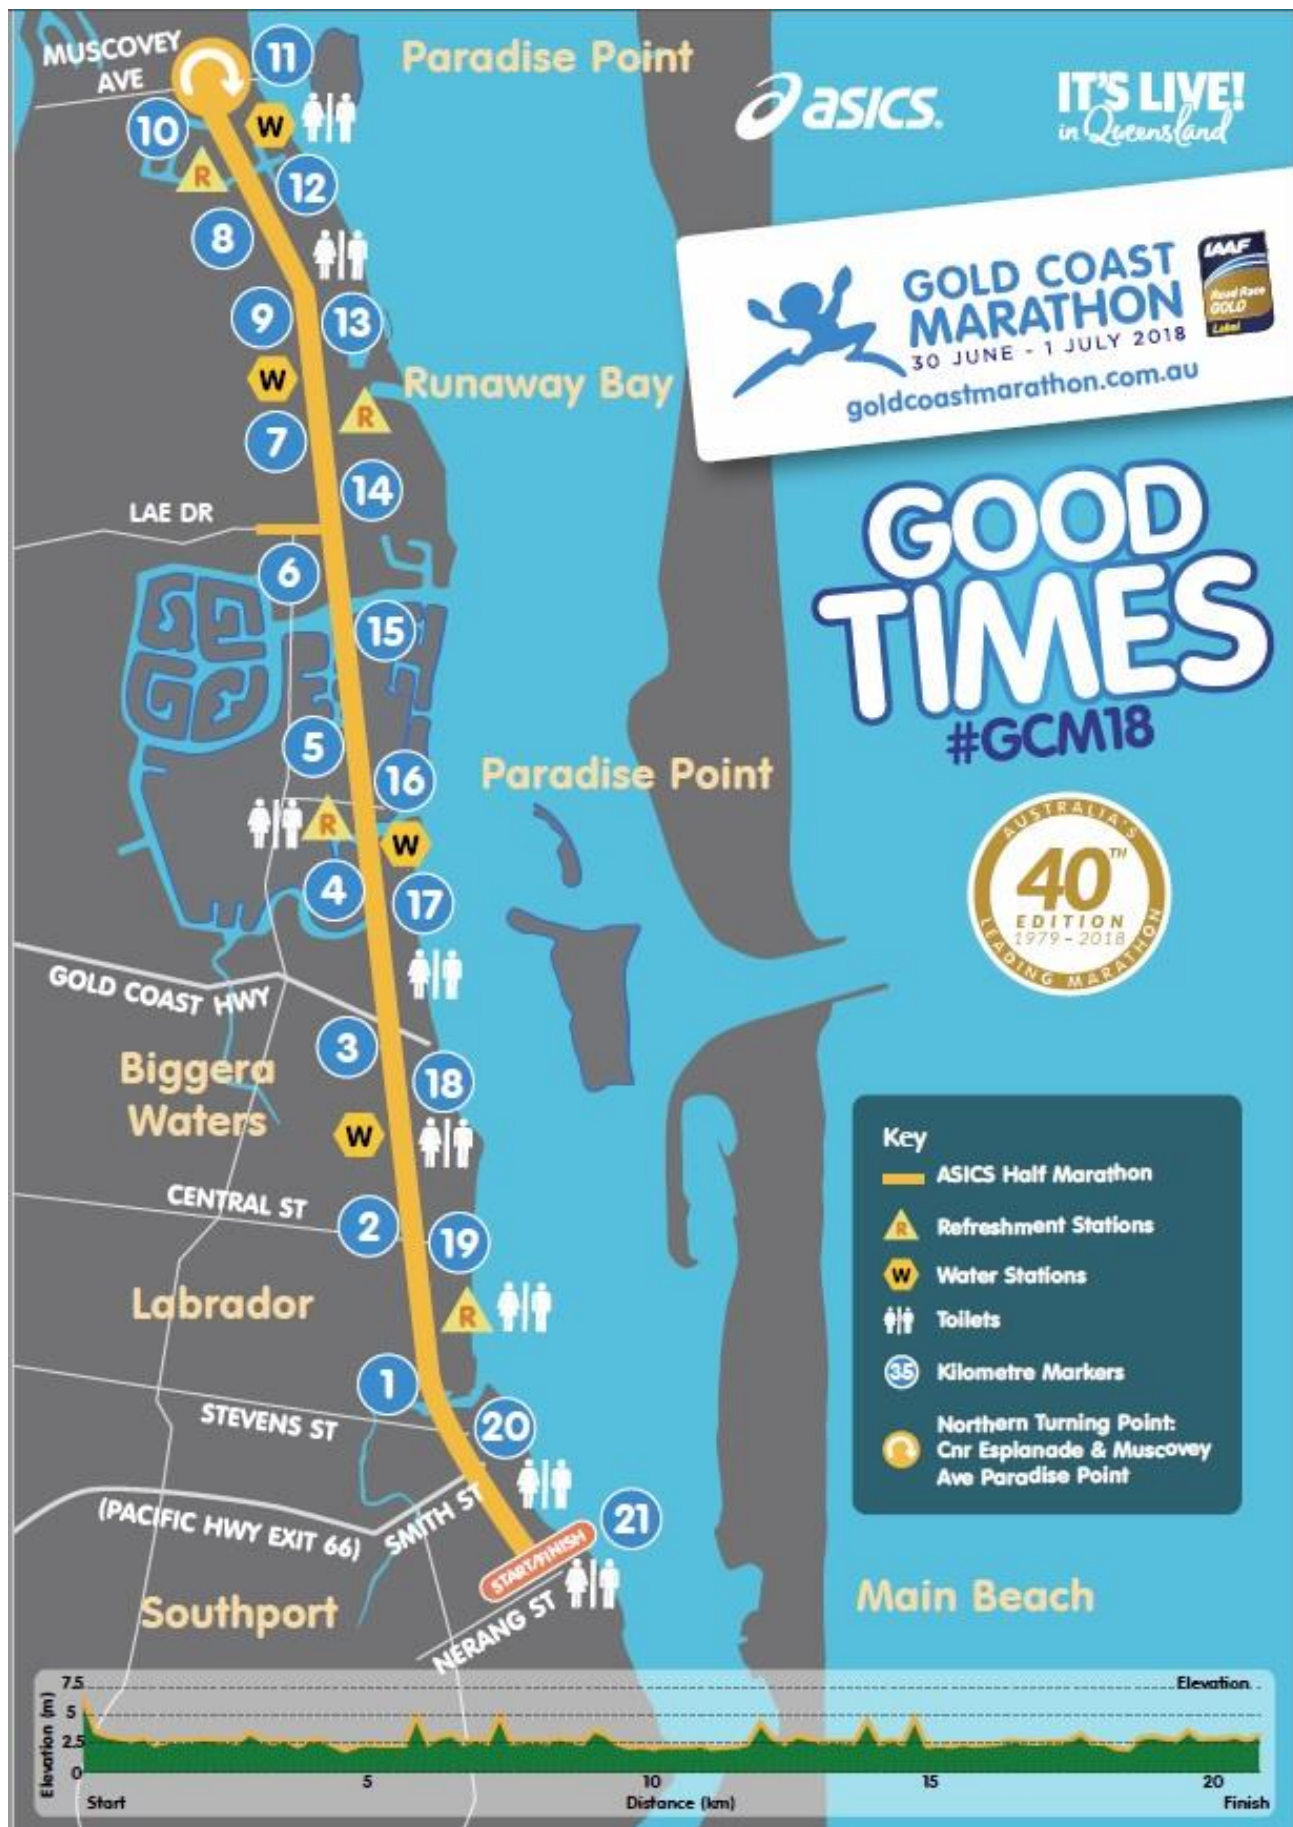 MUSCOVEY
AVE
11
Paradise Point
asics.
IT'S LIVE!
in Queensland
10
W
R
12
8
GOLD COAST
MARATHON
30 JUNE - 1 JULY 2018
goldcoastmarathon.com.au
IAAF
Road Race
GOLD
Label
9
13
W
Runaway Bay
R
7
14
LAE DR
GOOD
TIMES
#GCM18
6
15
5
16
Paradise Point
R
W
4
17
AUSTRALIA'S
40TH
EDITION
1979 - 2018
LEADING MARATHON
GOLD COAST HWY
3
Biggera
Waters
18
W
CENTRAL ST
2
19
Labrador
R
1
STEVENS ST
20
(PACIFIC HWY EXIT 66)
SMITH ST
21
START/FINISH
NERANG ST
Southport
Main Beach
Key
ASICS Half Marathon
R
Refreshment Stations
W
Water Stations
Toilets
35
Kilometre Markers
Northern Turning Point:
Cnr Esplanade & Muscovey
Ave Paradise Point
Elevation
Elevation (m)
7.5
5
2.5
0
5
10
15
20
Start
Distance (km)
Finish